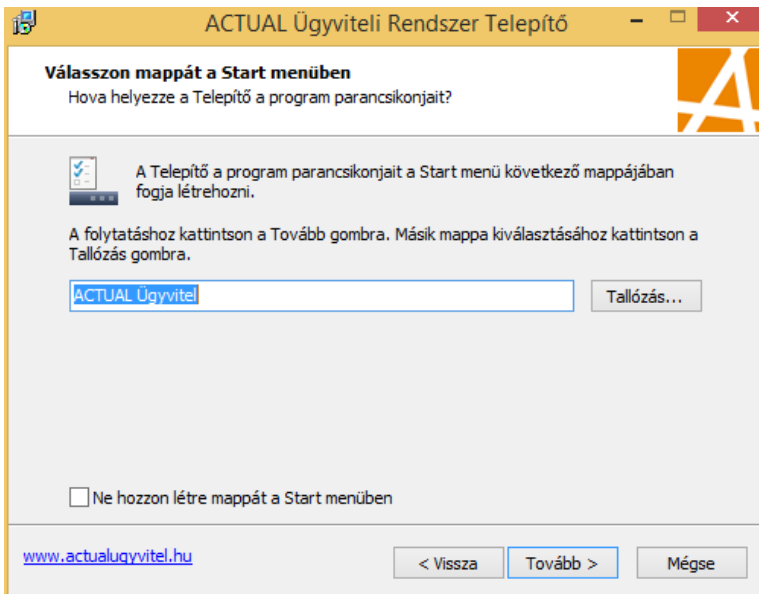 ACTUAL Ügyviteli Rendszer Telepítő
Válasszon mappát a Start menüben
Hova helyezze a Telepítő a program parancsikonjait?
A Telepítő a program parancsikonjait a Start menü következő mappájában
fogja létrehozni.
A folytatáshoz kattintson a Tovább gombra. Másik mappa kiválasztásához kattintson a
Tallózás gombra.
ACTUAL Ügyvitel
Tallózás...
Ne hozzon létre mappát a Start menüben
www.actualugyvitel.hu
< Vissza
Tovább >
Mégse